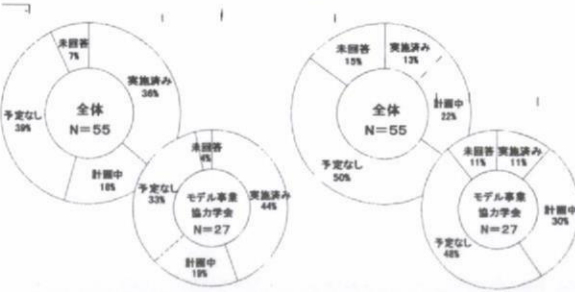 未回答
7%
実施済み
36%
計画中
18%
予定なし
39%
全体
N=55
未回答
4%
実施済み
44%
計画中
19%
予定なし
33%
モデル事業
協力学会
N=27
未回答
15%
実施済み
13%
計画中
22%
予定なし
50%
全体
N=55
未回答
11%
実施済み
11%
計画中
30%
予定なし
48%
モデル事業
協力学会
N=27